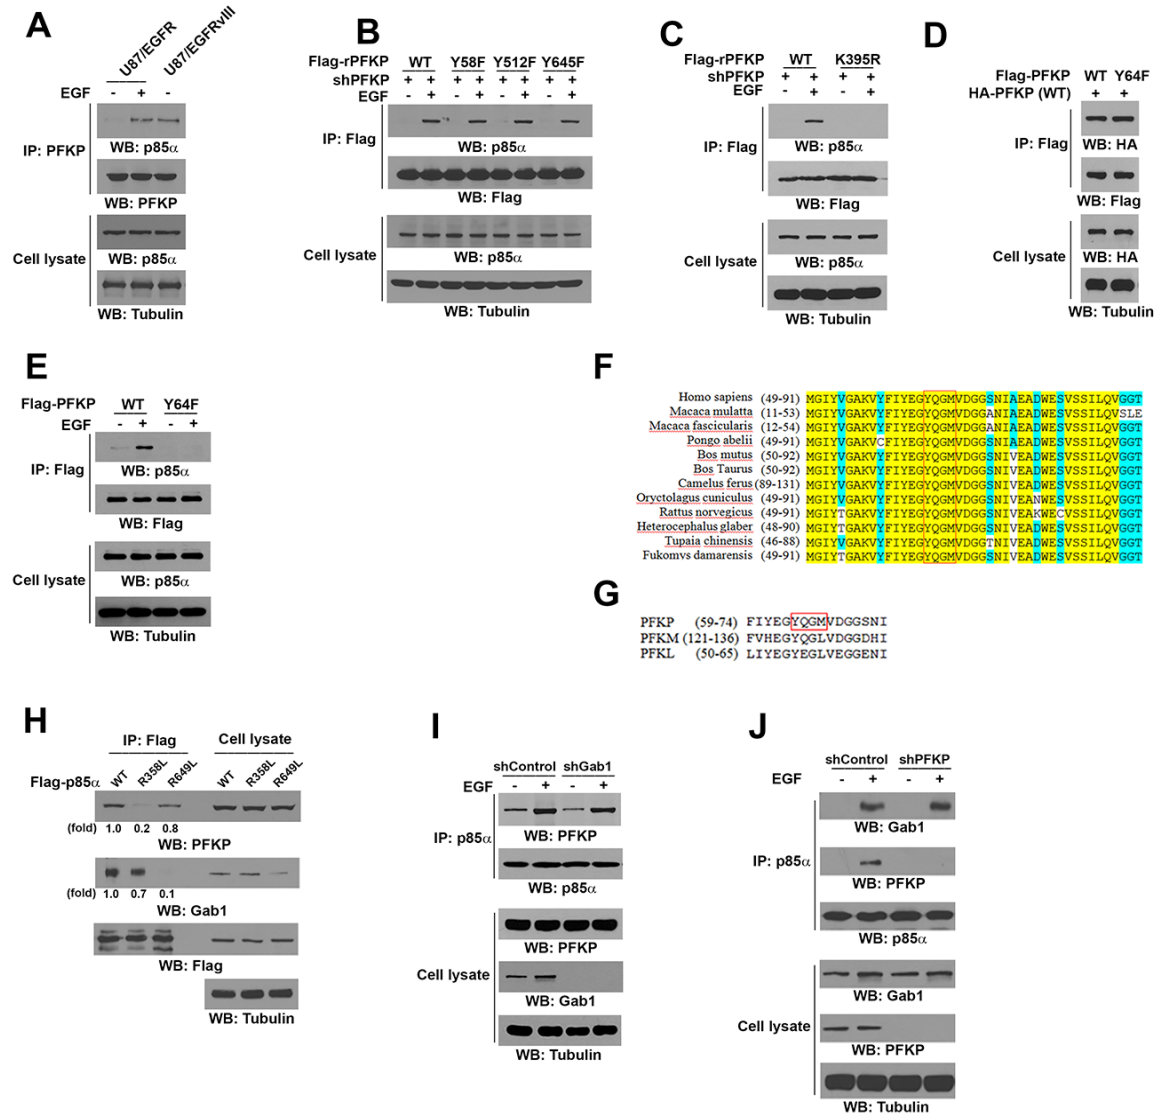 A
U87/EGFR
U87/EGFRvIII
EGF - + -
IP: PFKP
WB: p85α
WB: PFKP
Cell lysate
WB: p85α
WB: Tubulin
B
Flag-rPFKP WT Y58F Y512F Y645F
shPFKP + + + + + + + +
EGF - + - + - + - +
IP: Flag
WB: p85α
WB: Flag
Cell lysate
WB: p85α
WB: Tubulin
C
Flag-rPFKP WT K395R
shPFKP + + + +
EGF - + - +
IP: Flag
WB: p85α
WB: Flag
Cell lysate
WB: p85α
WB: Tubulin
D
Flag-PFKP WT Y64F
HA-PFKP (WT) + +
IP: Flag
WB: HA
WB: Flag
Cell lysate
WB: HA
WB: Tubulin
E
Flag-PFKP WT Y64F
EGF - + - +
IP: Flag
WB: p85α
WB: Flag
Cell lysate
WB: p85α
WB: Tubulin
F
Homo sapiens (49-91) MGIYVGAKVYFIYEGYQGMVDGGSNIAEADWESVSSILQVGGT
Macaca mulatta (11-53) MGIYVGAKVYFIYEGYQGMVDGGANIAEADWESVSSILQVSLE
Macaca fascicularis (12-54) MGIYVGAKVYFIYEGYQGMVDGGANIAEADWESVSSILQVGGT
Pongo abelii (49-91) MGIYVGAKVCFIYEGYQGMVDGGSNIAEADWESVSSILQVGGT
Bos mutus (50-92) MGIYVGAKVYFIYEGYQGMVDGGSNIVEADWESVSSILQVGGT
Bos Taurus (50-92) MGIYVGAKVYFIYEGYQGMVDGGSNIVEADWESVSSILQVGGT
Camelus ferus (89-131) MGIYVGAKVYFIYEGYQGMVDGGSNIVEADWESVSSILQVGGT
Oryctolagus cuniculus (49-91) MGIYVGAKVYFIYEGYQGMVDGGSNIVEANWESVSSILQVGGT
Rattus norvegicus (49-91) MGIYTGAKVYFIYEGYQGMVDGGSNIVEAKWECVSSILQVGGT
Heterocephalus glaber (48-90) MGIYTGAKVYFIYEGYQGMVDGGSNIVEADWESVSSILQVGGT
Tupaia chinensis (46-88) MGIYVGAKVYFIYEGYQGMVDGGTNIVEADWESVSSILQVGGT
Fukomvs damarensis (49-91) MGIYTGAKVYFIYEGYQGMVDGGSNIVEADWESVSSILQVGGT
G
PFKP (59-74) FIYEGYQGMVDGGSNI
PFKM (121-136) FVHEGYQGLVDGGDHI
PFKL (50-65) LIYEGYEGLVEGGENI
H
IP: Flag Cell lysate
Flag-p85α WT R358L R649L WT R358L R649L
(fold) 1.0 0.2 0.8
WB: PFKP
(fold) 1.0 0.7 0.1
WB: Gab1
WB: Flag
WB: Tubulin
I
shControl shGab1
EGF - + - +
IP: p85α
WB: PFKP
WB: p85α
WB: PFKP
Cell lysate
WB: Gab1
WB: Tubulin
J
shControl shPFKP
EGF - + - +
WB: Gab1
IP: p85α
WB: PFKP
WB: p85α
WB: Gab1
Cell lysate
WB: PFKP
WB: Tubulin